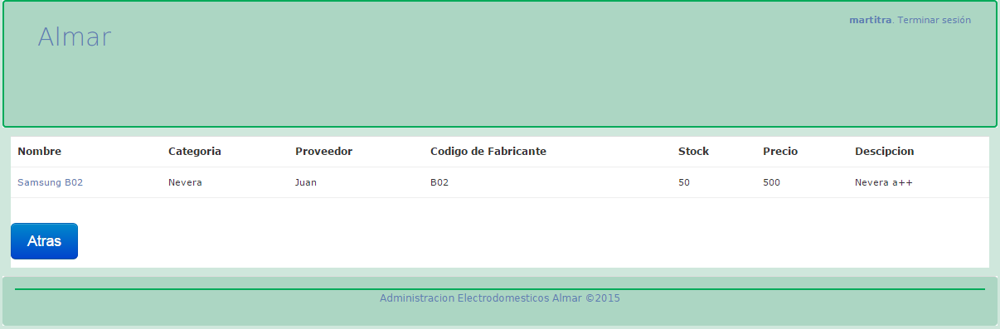 Almar
martitra. Terminar sesión
Nombre Categoria Proveedor Codigo de Fabricante Stock Precio Descipcion
Samsung B02 Nevera Juan B02 50 500 Nevera a++
Atras
Administracion Electrodomesticos Almar ©2015